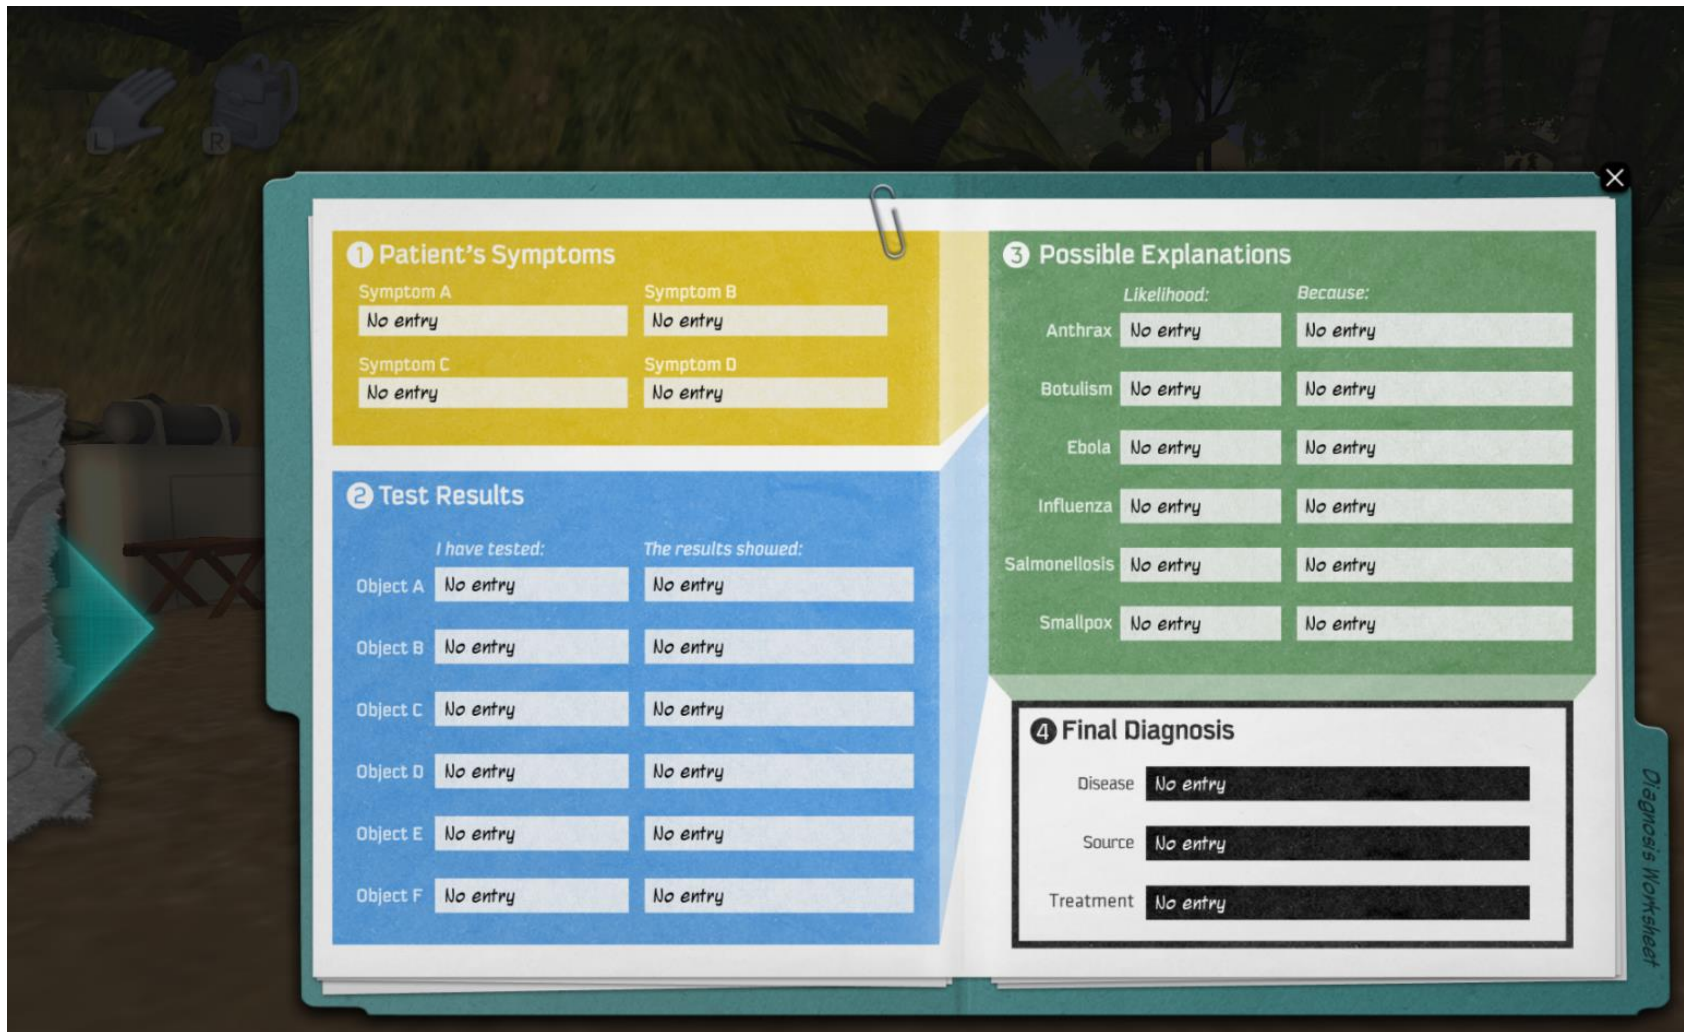 L
R
1 Patient's Symptoms
Symptom A Symptom B
No entry No entry
Symptom C Symptom D
No entry No entry
2 Test Results
I have tested: The results showed:
Object A No entry No entry
Object B No entry No entry
Object C No entry No entry
Object D No entry No entry
Object E No entry No entry
Object F No entry No entry
3 Possible Explanations
Likelihood: Because:
Anthrax No entry No entry
Botulism No entry No entry
Ebola No entry No entry
Influenza No entry No entry
Salmonellosis No entry No entry
Smallpox No entry No entry
4 Final Diagnosis
Disease No entry
Source No entry
Treatment No entry
Diagnosis Worksheet